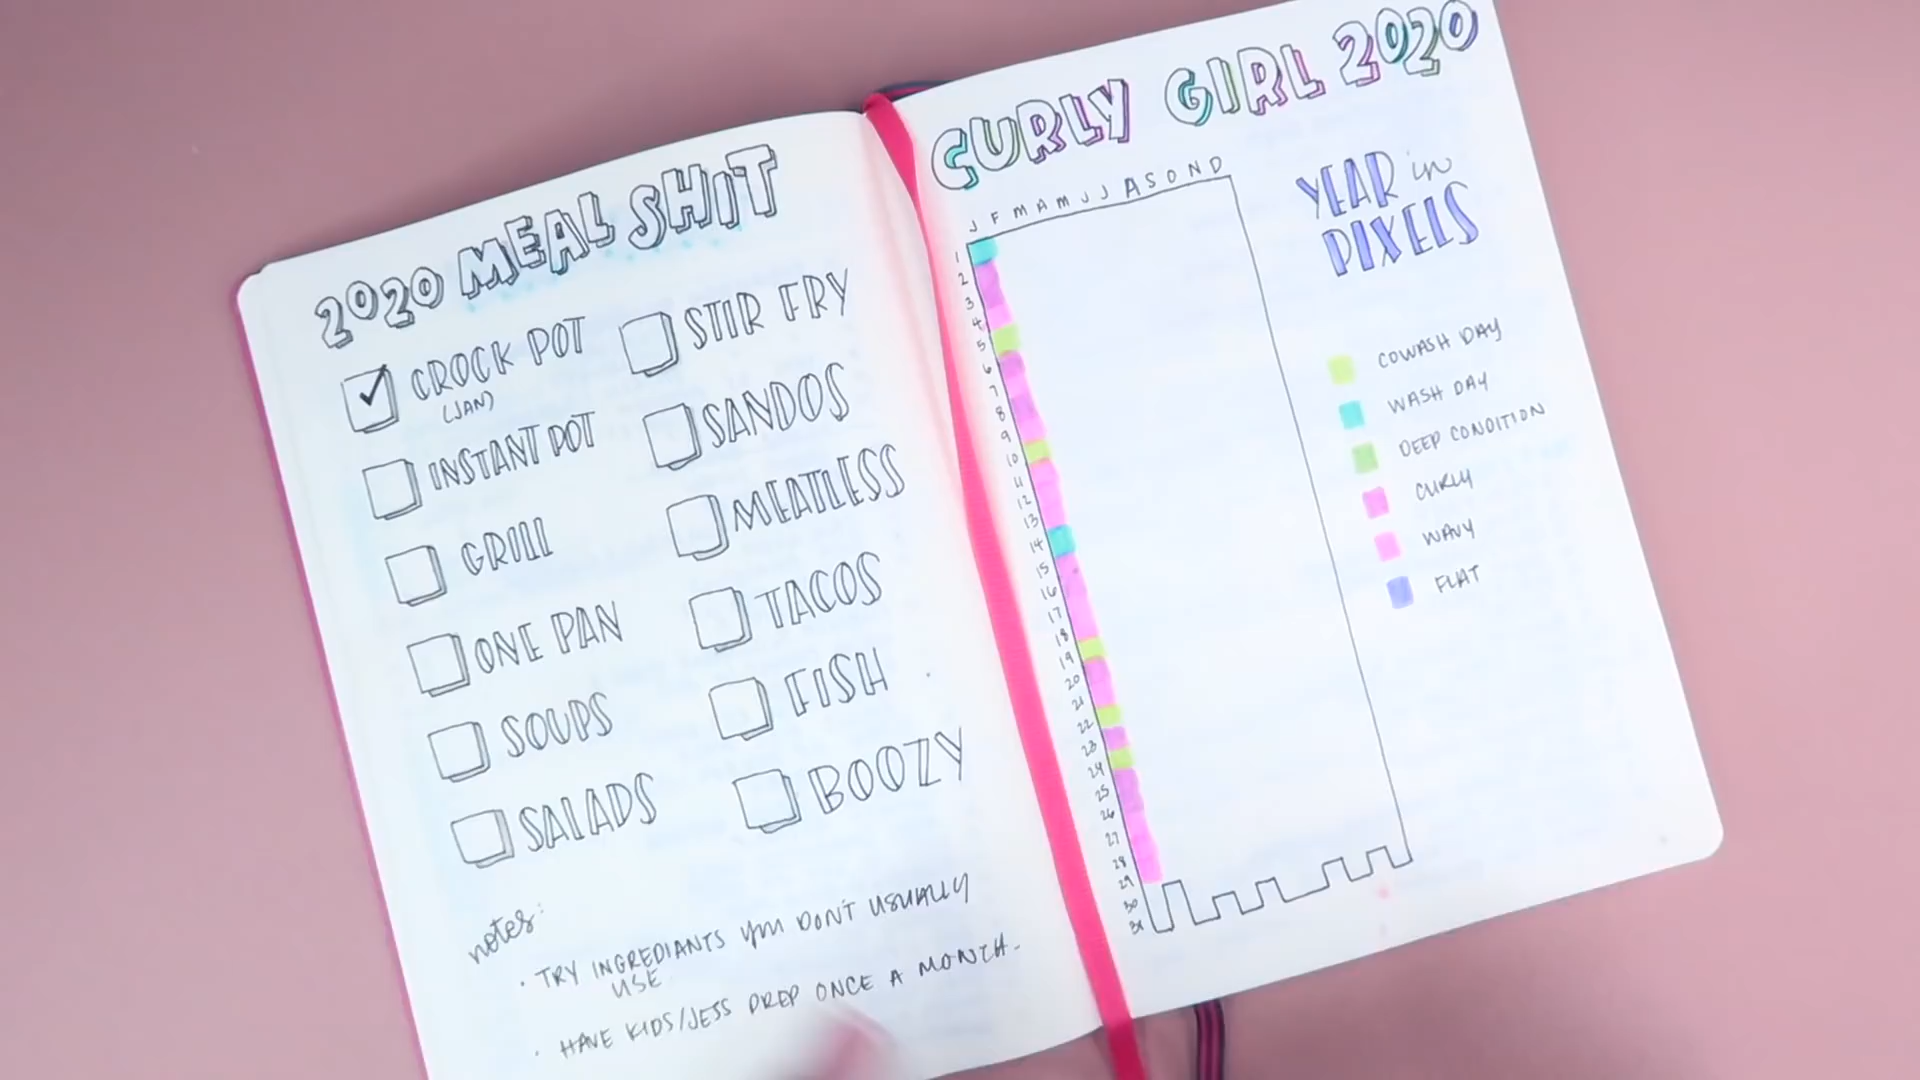 2020 MEAL SHIT
CROCK POT
(JAN)
INSTANT POT
GRILL
ONE PAN
SOUPS
SALADS
STIR FRY
SANDOS
MEATLESS
TACOS
FISH
BOOZY
notes:
· TRY INGREDIANTS YOU DON'T USUALLY
USE
· HAVE KIDS/JESS PREP ONCE A MONTH.
CURLY GIRL 2020
J F M A M J J A S O N D
1
2
3
4
5
6
7
8
9
10
11
12
13
14
15
16
17
18
19
20
21
22
23
24
25
26
27
28
29
30
31
YEAR in
PIXELS
COWASH DAY
WASH DAY
DEEP CONDITION
CURLY
WAVY
FLAT